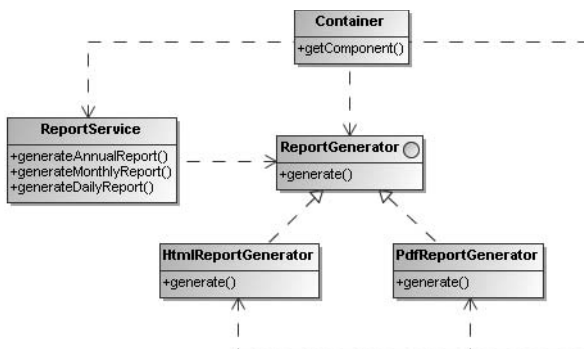 Container
+getComponent()
ReportService
+generateAnnualReport()
+generateMonthlyReport()
+generateDailyReport()
ReportGenerator
+generate()
HtmlReportGenerator
+generate()
PdfReportGenerator
+generate()